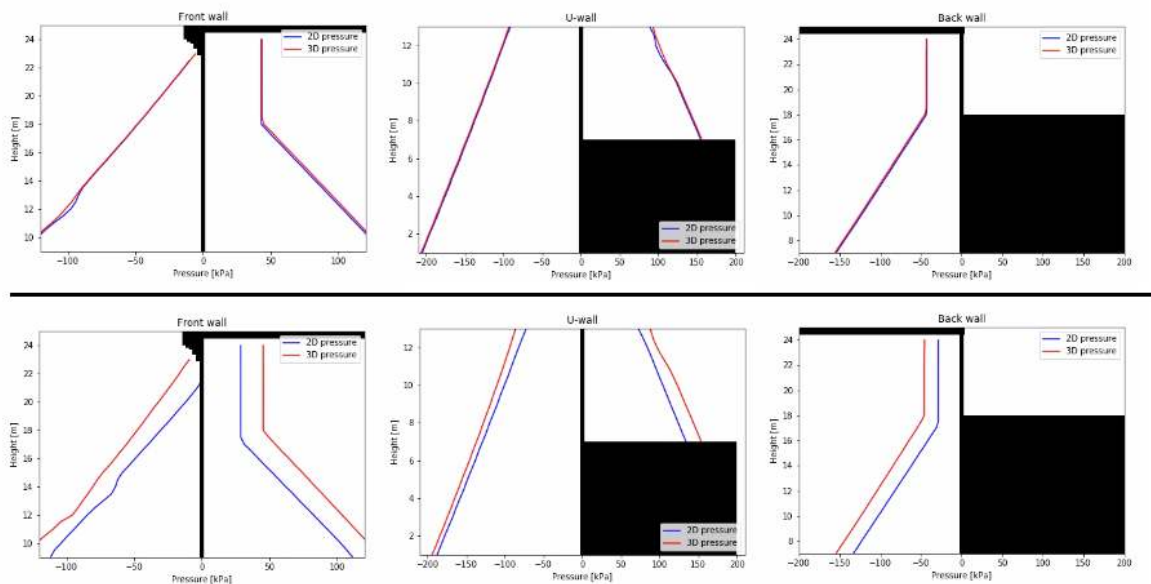 Front wall
24
22
20
18
16
14
12
10
Height [m]
2D pressure
3D pressure
−100 −50 0 50 100
Pressure [kPa]
U-wall
12
10
8
6
4
2
Height [m]
2D pressure
3D pressure
−200 −150 −100 −50 0 50 100 150 200
Pressure [kPa]
Back wall
24
22
20
18
16
14
12
10
8
Height [m]
2D pressure
3D pressure
−200 −150 −100 −50 0 50 100 150 200
Pressure [kPa]
Front wall
24
22
20
18
16
14
12
10
Height [m]
2D pressure
3D pressure
−100 −50 0 50 100
Pressure [kPa]
U-wall
12
10
8
6
4
2
Height [m]
2D pressure
3D pressure
−200 −150 −100 −50 0 50 100 150 200
Pressure [kPa]
Back wall
24
22
20
18
16
14
12
10
8
Height [m]
2D pressure
3D pressure
−200 −150 −100 −50 0 50 100 150 200
Pressure [kPa]